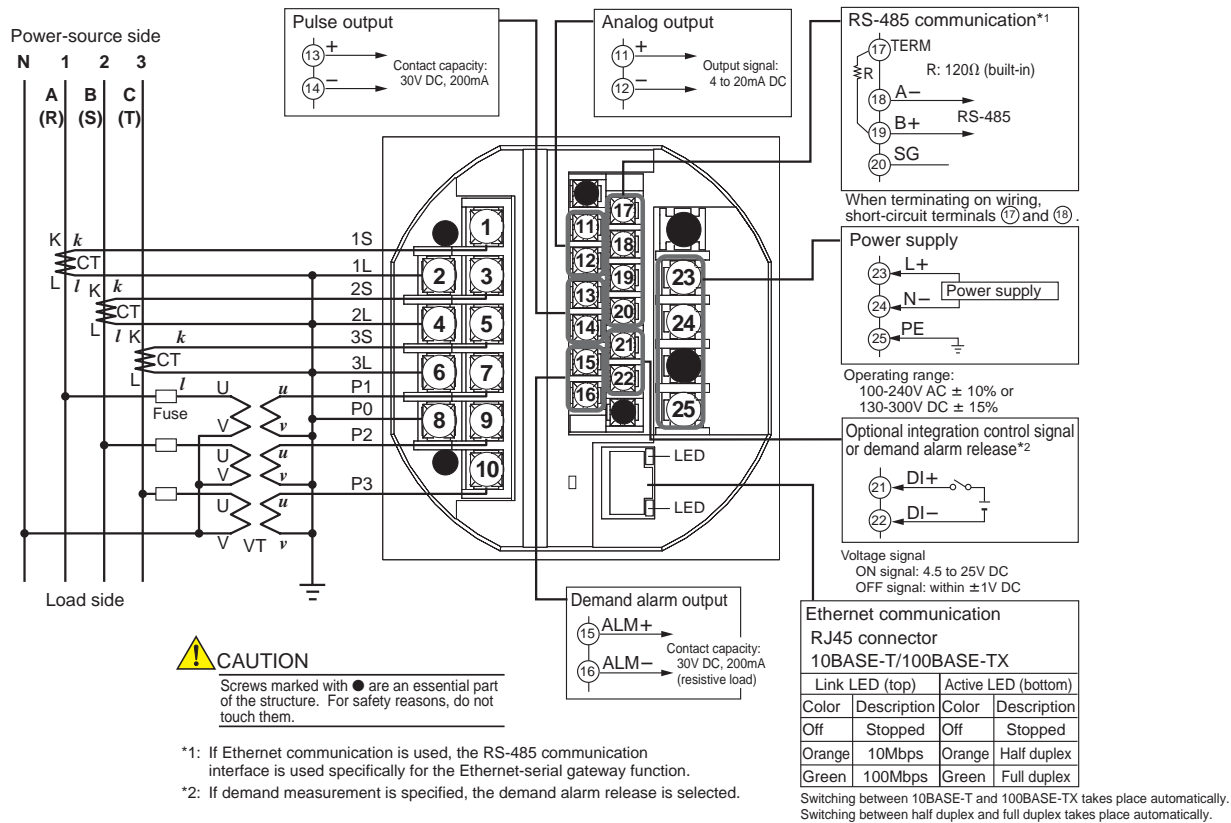 Power-source side
N 1 2 3
A B C
(R) (S) (T)
Pulse output
13 +
14 −
Contact capacity:
30V DC, 200mA
Analog output
11 +
12 −
Output signal:
4 to 20mA DC
RS-485 communication*1
17 TERM
R
R: 120Ω (built-in)
18 A−
RS-485
19 B+
20 SG
When terminating on wiring,
short-circuit terminals ⑰ and ⑱ .
Power supply
23 L+
Power supply
24 N−
25 PE
Operating range:
100-240V AC ± 10% or
130-300V DC ± 15%
Optional integration control signal
or demand alarm release*2
21 DI+
22 DI−
Voltage signal
ON signal: 4.5 to 25V DC
OFF signal: within ±1V DC
K k
CT
L l
K k
CT
L l
K k
CT
L l
1S
1L
2S
2L
3S
3L
P1
P0
P2
P3
Fuse
U u
V v
U u
V v
U u
V VT v
1
2 3
4 5
6 7
8 9
10
11
12
13
14
15
16
17
18
19
20
21
22
23
24
25
LED
LED
Load side
Demand alarm output
15 ALM+
16 ALM−
Contact capacity:
30V DC, 200mA
(resistive load)
Ethernet communication
RJ45 connector
10BASE-T/100BASE-TX
Link LED (top) Active LED (bottom)
Color Description Color Description
Off Stopped Off Stopped
Orange 10Mbps Orange Half duplex
Green 100Mbps Green Full duplex
Switching between 10BASE-T and 100BASE-TX takes place automatically.
Switching between half duplex and full duplex takes place automatically.
! CAUTION
Screws marked with ● are an essential part
of the structure. For safety reasons, do not
touch them.
*1: If Ethernet communication is used, the RS-485 communication
interface is used specifically for the Ethernet-serial gateway function.
*2: If demand measurement is specified, the demand alarm release is selected.